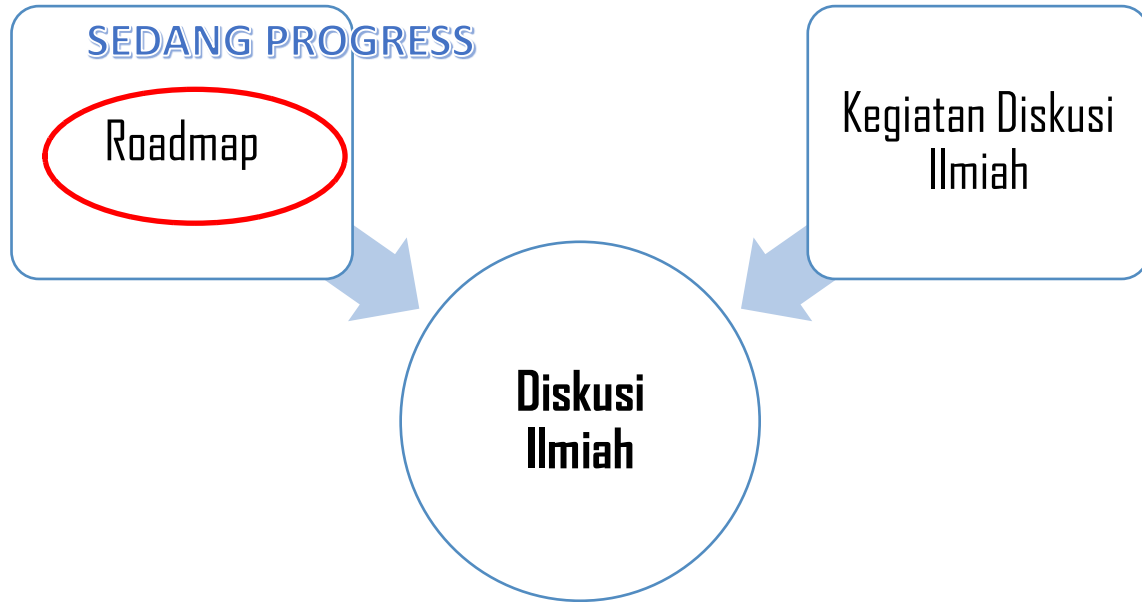 SEDANG PROGRESS
Roadmap
Kegiatan Diskusi
Ilmiah
Diskusi
Ilmiah